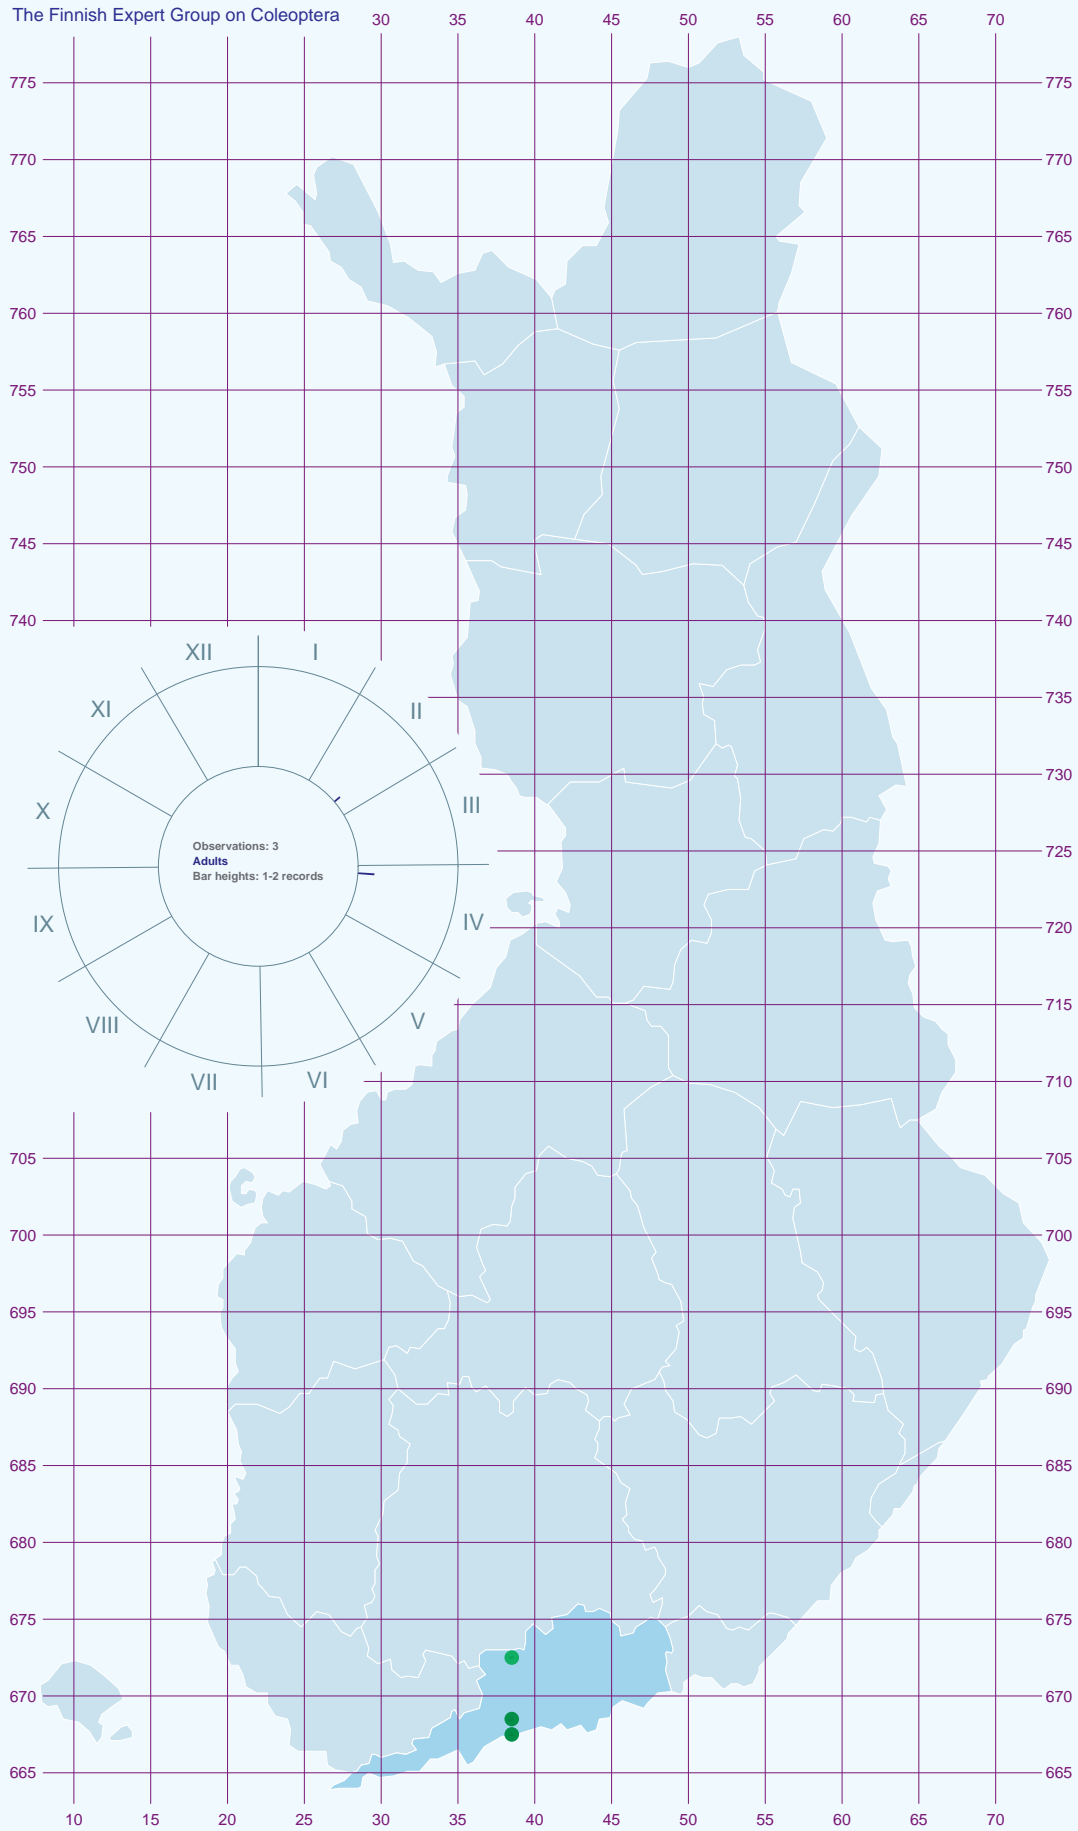 The Finnish Expert Group on Coleoptera
30 35 40 45 50 55 60 65 70
775 775
770 770
765 765
760 760
755 755
750 750
745 745
740 740
XII I
XI II
735
730
X III
725
Observations: 3
Adults
Bar heights: 1-2 records
IX IV
720
715
VIII V
VII VI
710
705 705
700 700
695 695
690 690
685 685
680 680
675 675
670 670
665 665
10 15 20 25 30 35 40 45 50 55 60 65 70